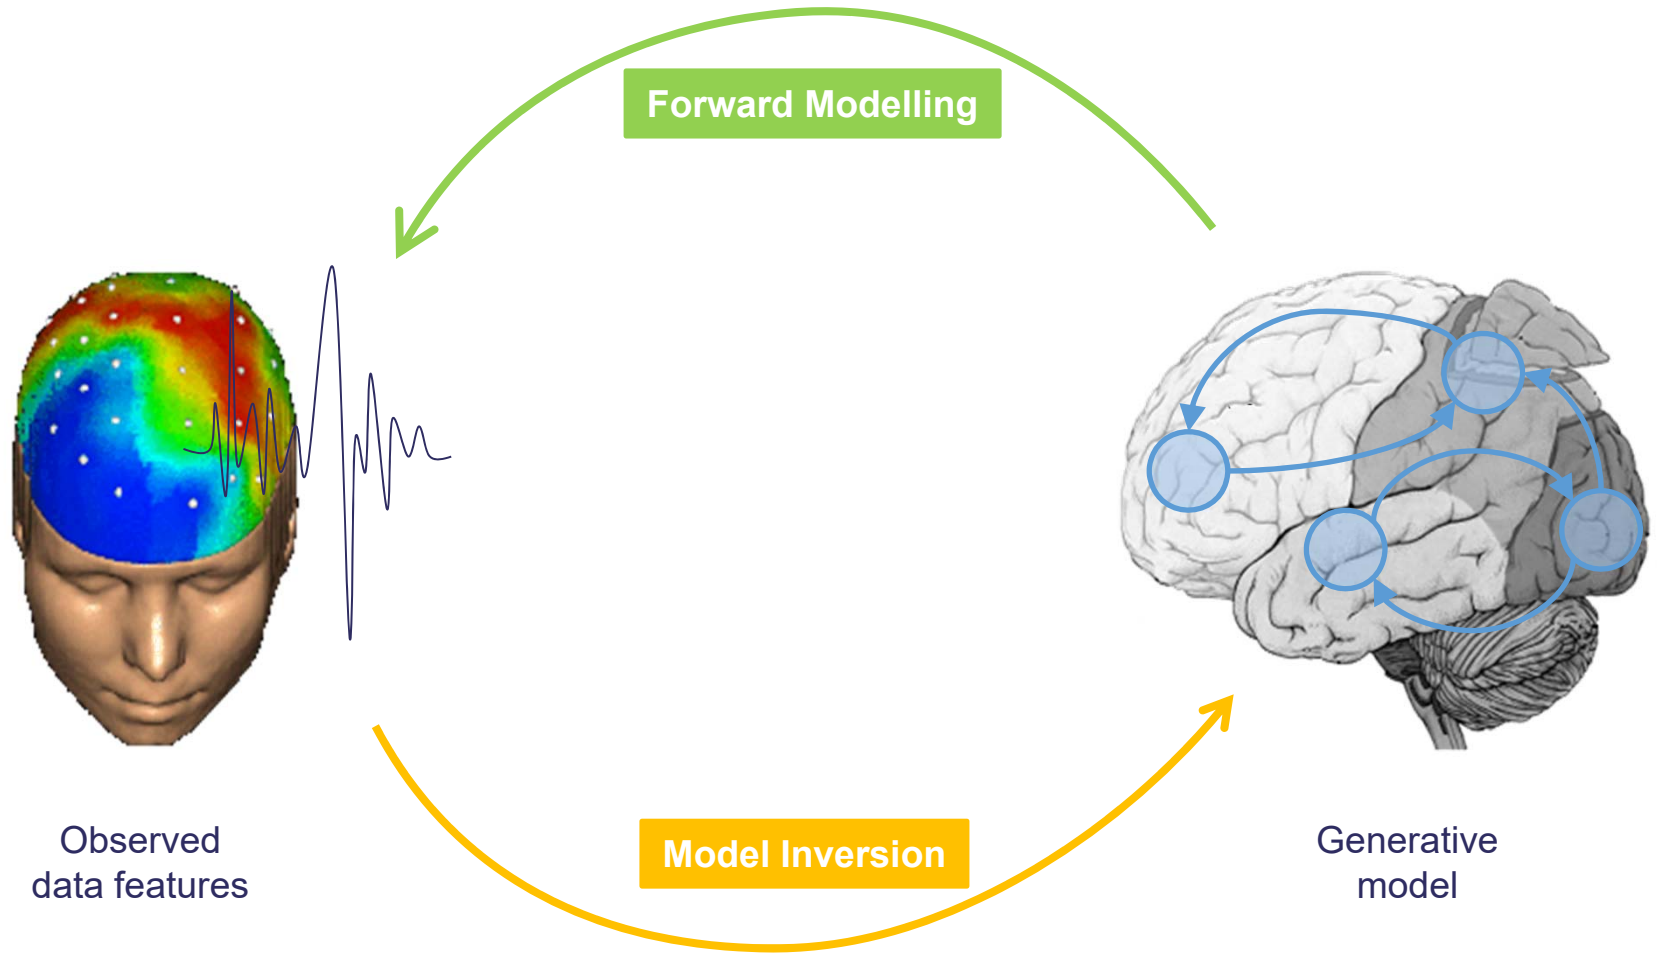 Forward Modelling
Observed
data features
Model Inversion
Generative
model